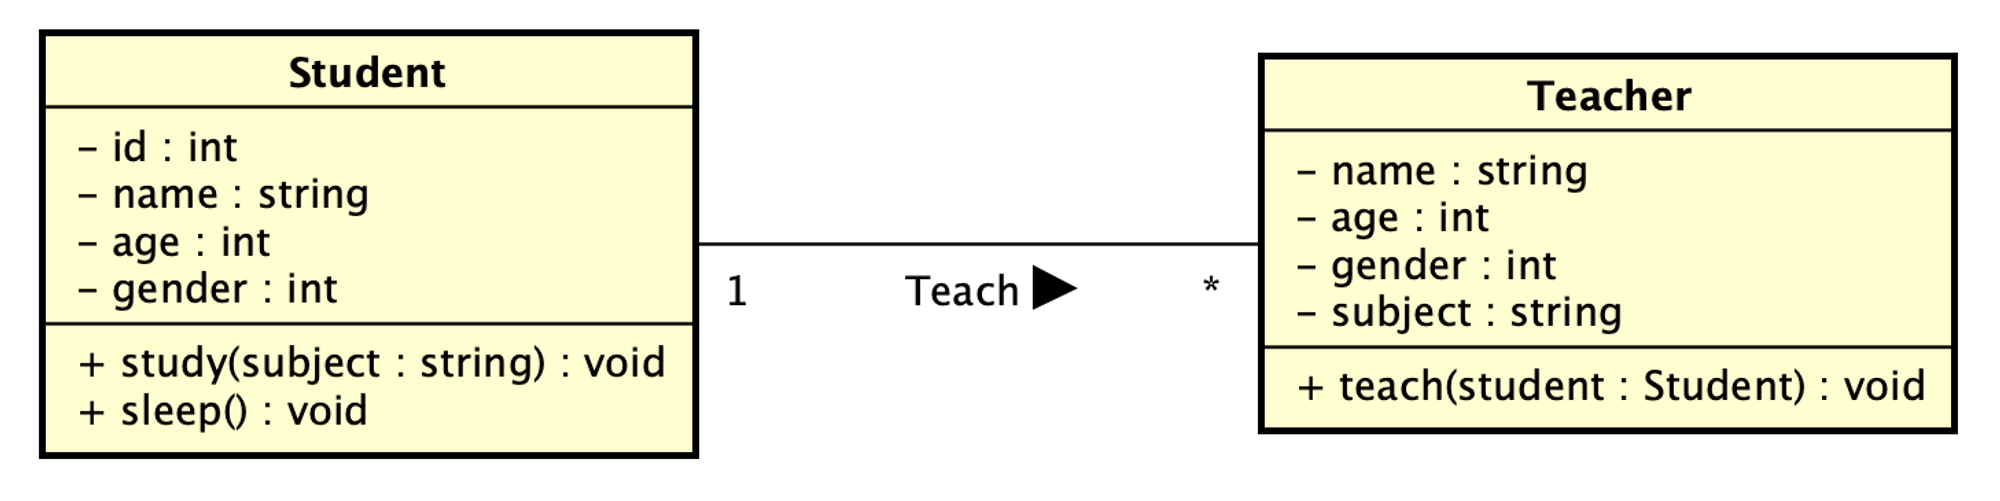 Student
– id : int
– name : string
– age : int
– gender : int
+ study(subject : string) : void
+ sleep() : void
1
Teach ▶
*
Teacher
– name : string
– age : int
– gender : int
– subject : string
+ teach(student : Student) : void